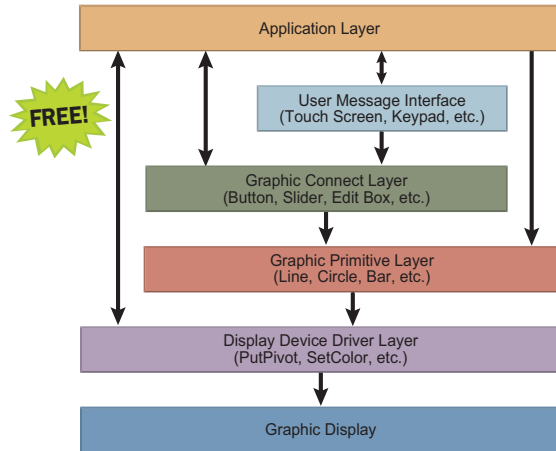 Application Layer
FREE!
User Message Interface
(Touch Screen, Keypad, etc.)
Graphic Connect Layer
(Button, Slider, Edit Box, etc.)
Graphic Primitive Layer
(Line, Circle, Bar, etc.)
Display Device Driver Layer
(PutPivot, SetColor, etc.)
Graphic Display